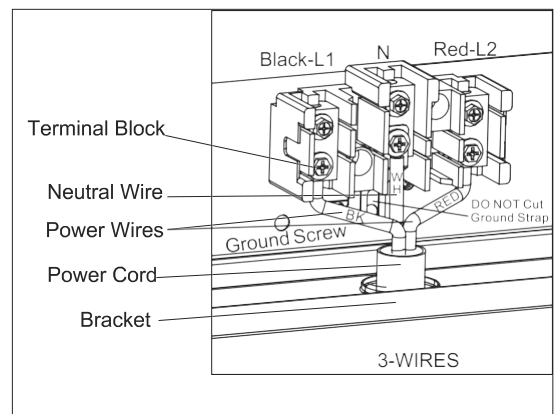 Black-L1
N
Red-L2
Terminal Block
Neutral Wire
WH
RED
DO NOT Cut
Ground Strap
Power Wires
BK
Ground Screw
Power Cord
Bracket
3-WIRES